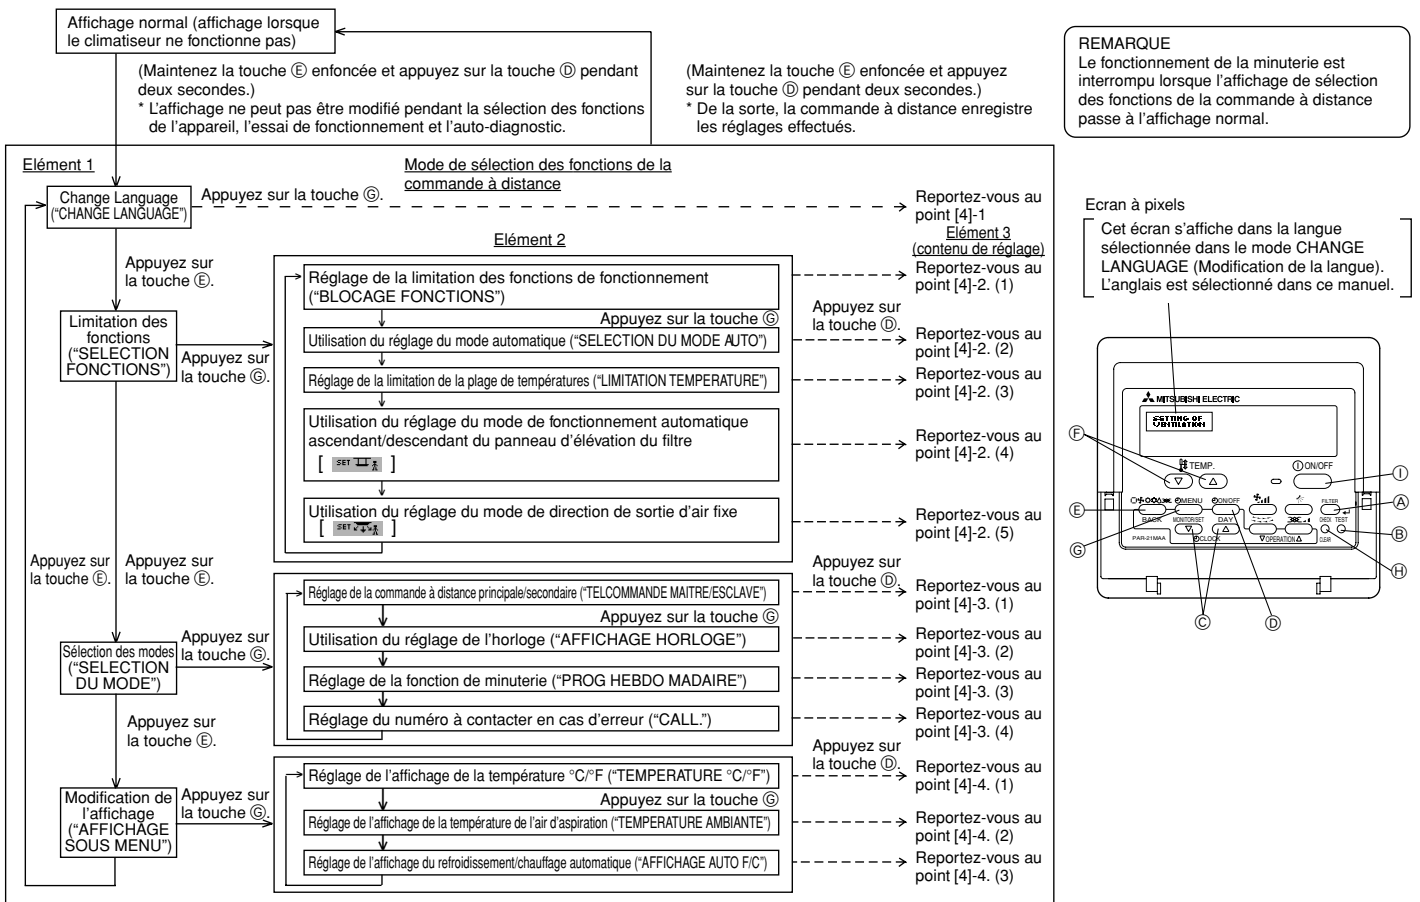 Affichage normal (affichage lorsque
le climatiseur ne fonctionne pas)
(Maintenez la touche Ⓔ enfoncée et appuyez sur la touche Ⓓ pendant
deux secondes.)
* L'affichage ne peut pas être modifié pendant la sélection des fonctions
de l'appareil, l'essai de fonctionnement et l'auto-diagnostic.
(Maintenez la touche Ⓔ enfoncée et appuyez
sur la touche Ⓓ pendant deux secondes.)
* De la sorte, la commande à distance enregistre
les réglages effectués.
REMARQUE
Le fonctionnement de la minuterie est
interrompu lorsque l'affichage de sélection
des fonctions de la commande à distance
passe à l'affichage normal.
Elément 1
Mode de sélection des fonctions de la
commande à distance
Change Language
("CHANGE LANGUAGE")
Appuyez sur la touche Ⓖ.
Reportez-vous au
point [4]-1
Elément 2
Elément 3
(contenu de réglage)
Appuyez sur
la touche Ⓔ.
Limitation des
fonctions
("SELECTION
FONCTIONS")
Appuyez sur
la touche Ⓖ.
Réglage de la limitation des fonctions de fonctionnement
("BLOCAGE FONCTIONS")
Reportez-vous au
point [4]-2. (1)
Appuyez sur la touche Ⓖ
Appuyez sur
la touche Ⓓ.
Utilisation du réglage du mode automatique ("SELECTION DU MODE AUTO")
Reportez-vous au
point [4]-2. (2)
Réglage de la limitation de la plage de températures ("LIMITATION TEMPERATURE")
Reportez-vous au
point [4]-2. (3)
Utilisation du réglage du mode de fonctionnement automatique
ascendant/descendant du panneau d'élévation du filtre
[ SET ]
Reportez-vous au
point [4]-2. (4)
Utilisation du réglage du mode de direction de sortie d'air fixe
[ SET ]
Reportez-vous au
point [4]-2. (5)
Appuyez sur
la touche Ⓔ.
Appuyez sur
la touche Ⓔ.
Sélection des modes
("SELECTION
DU MODE")
Appuyez sur
la touche Ⓖ.
Appuyez sur
la touche Ⓓ.
Réglage de la commande à distance principale/secondaire ("TELCOMMANDE MAITRE/ESCLAVE")
Reportez-vous au
point [4]-3. (1)
Appuyez sur la touche Ⓖ
Utilisation du réglage de l'horloge ("AFFICHAGE HORLOGE")
Reportez-vous au
point [4]-3. (2)
Réglage de la fonction de minuterie ("PROG HEBDO MADAIRE")
Reportez-vous au
point [4]-3. (3)
Réglage du numéro à contacter en cas d'erreur ("CALL.")
Reportez-vous au
point [4]-3. (4)
Appuyez sur
la touche Ⓔ.
Modification de
l'affichage
("AFFICHAGE
SOUS MENU")
Appuyez sur
la touche Ⓖ.
Appuyez sur
la touche Ⓓ.
Réglage de l'affichage de la température °C/°F ("TEMPERATURE °C/°F")
Reportez-vous au
point [4]-4. (1)
Appuyez sur la touche Ⓖ
Réglage de l'affichage de la température de l'air d'aspiration ("TEMPERATURE AMBIANTE")
Reportez-vous au
point [4]-4. (2)
Réglage de l'affichage du refroidissement/chauffage automatique ("AFFICHAGE AUTO F/C")
Reportez-vous au
point [4]-4. (3)
Ecran à pixels
Cet écran s'affiche dans la langue
sélectionnée dans le mode CHANGE
LANGUAGE (Modification de la langue).
L'anglais est sélectionné dans ce manuel.
MITSUBISHI ELECTRIC
SETTING OF
VENTILATION
TEMP.
ON/OFF
MENU
ON/OFF
FILTER
BACK
MONITOR/SET
DAY
CHECK
TEST
PAR-21MAA
CLOCK
OPERATION
CLEAR
Ⓕ
Ⓔ
Ⓖ
Ⓒ
Ⓓ
Ⓘ
Ⓐ
Ⓑ
Ⓗ